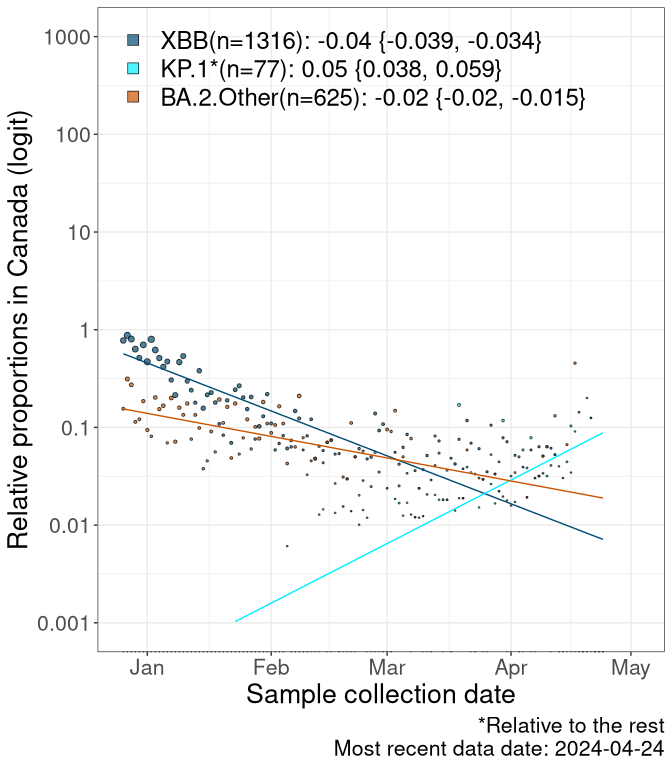 XBB(n=1316): -0.04 {-0.039, -0.034}
KP.1*(n=77): 0.05 {0.038, 0.059}
BA.2.Other(n=625): -0.02 {-0.02, -0.015}
Relative proportions in Canada (logit)
1000
100
10
1
0.1
0.01
0.001
Jan Feb Mar Apr May
Sample collection date
*Relative to the rest
Most recent data date: 2024-04-24